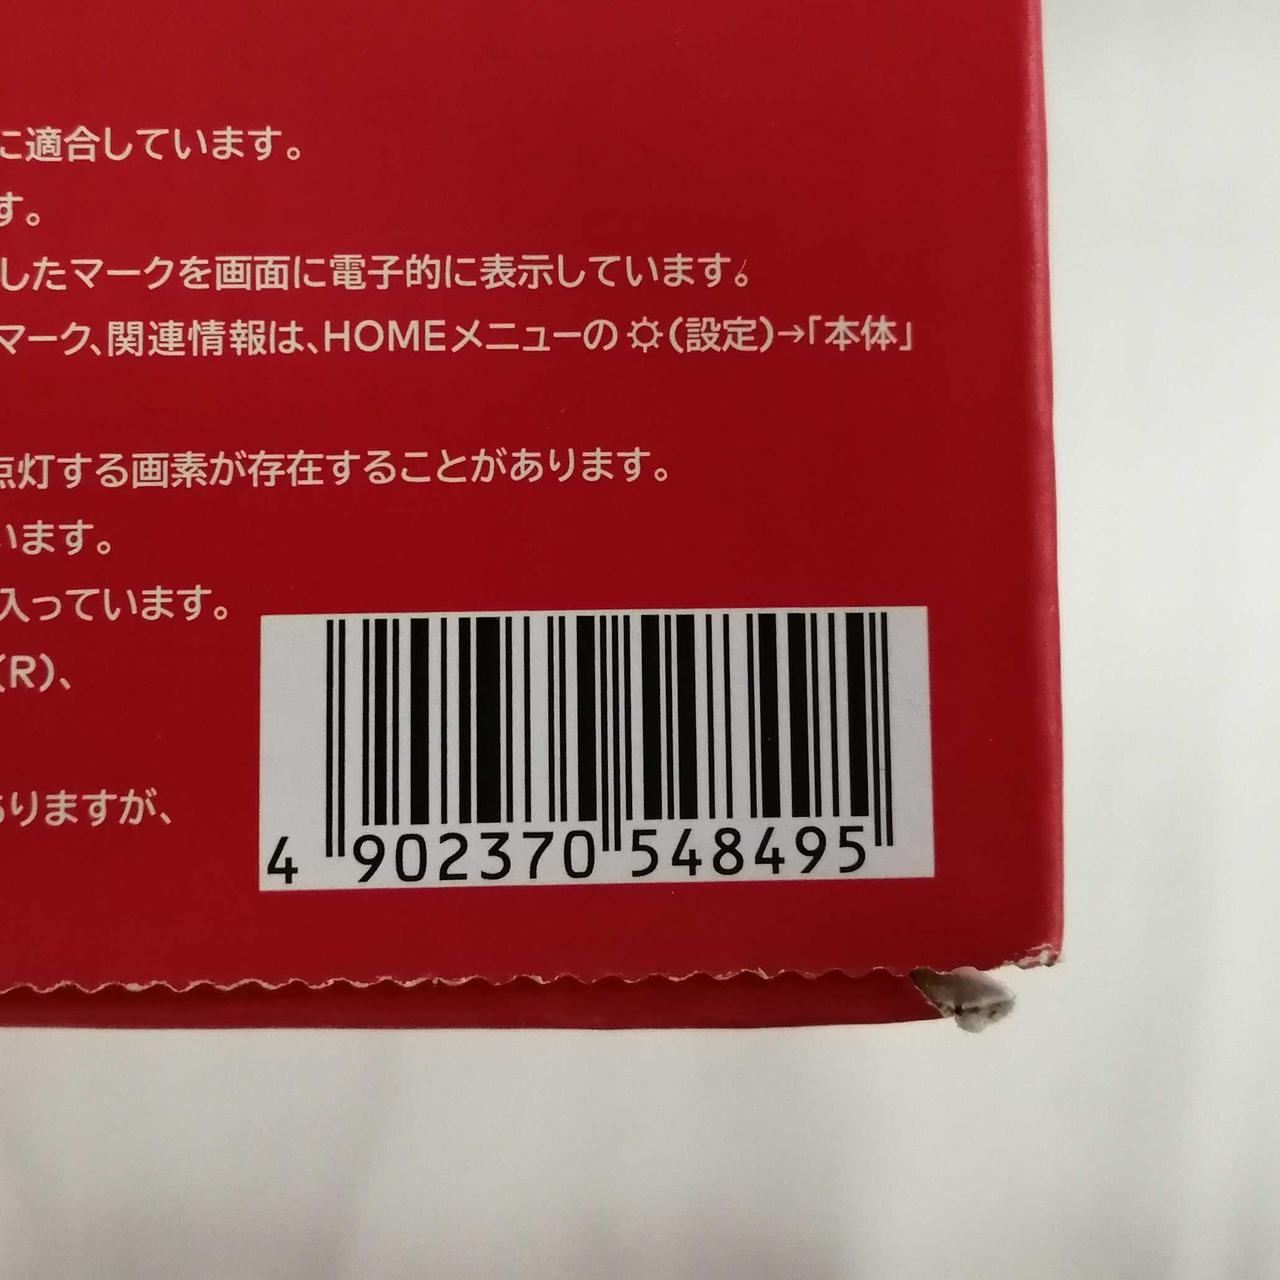 に適合しています。
す。
したマークを画面に電子的に表示しています。
マーク、関連情報は、HOMEメニューの (設定)→「本体」
点灯する画素が存在することがあります。
います。
入っています。
(R)、
ありますが、
4 902370 548495